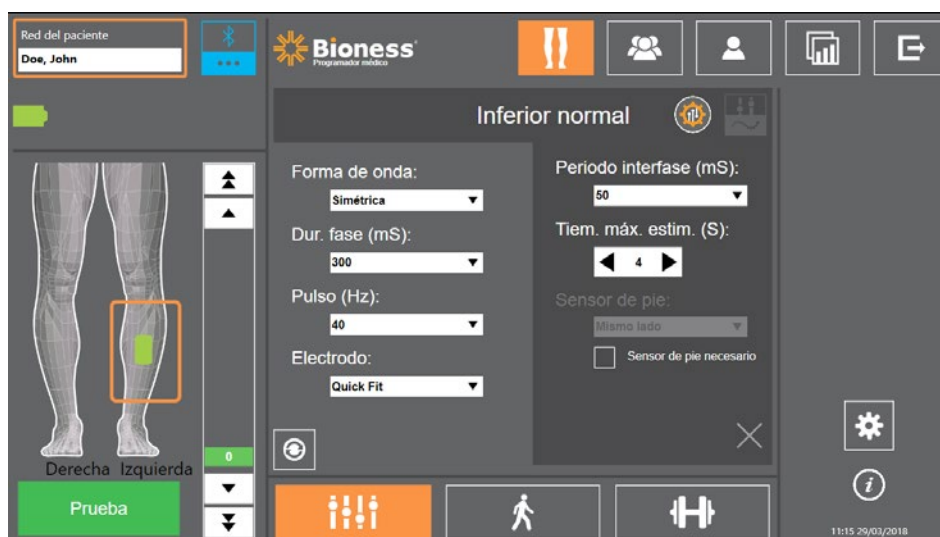 Red del paciente
Doe, John
Bioness
Programador médico
Inferior normal
Forma de onda:
Simétrica
Dur. fase (mS):
300
Pulso (Hz):
40
Electrodo:
Quick Fit
Periodo interfase (mS):
50
Tiem. máx. estim. (S):
4
Sensor de pie:
Mismo lado
Sensor de pie necesario
Derecha Izquierda
0
Prueba
i
11:15 29/03/2018